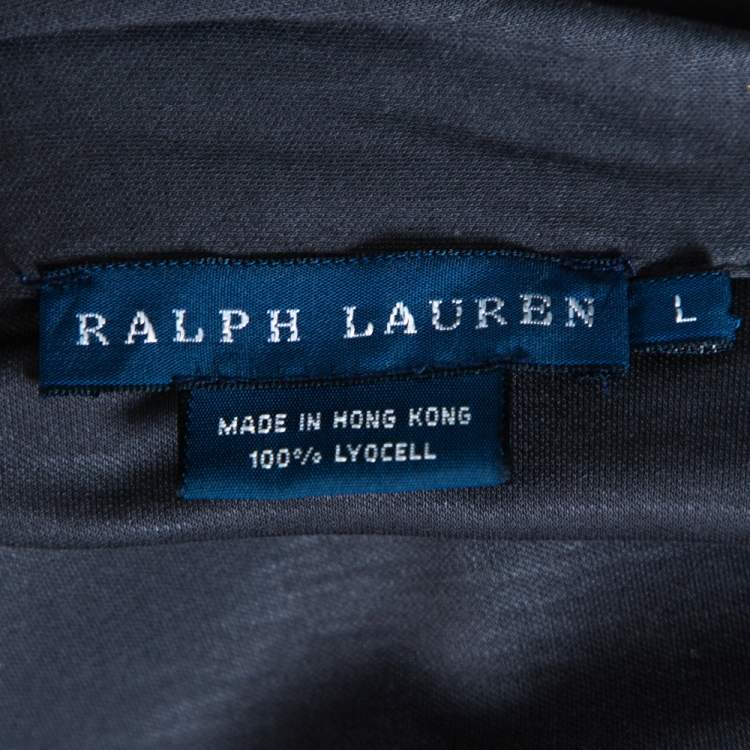 RALPH LAUREN L
MADE IN HONG KONG
100% LYOCELL